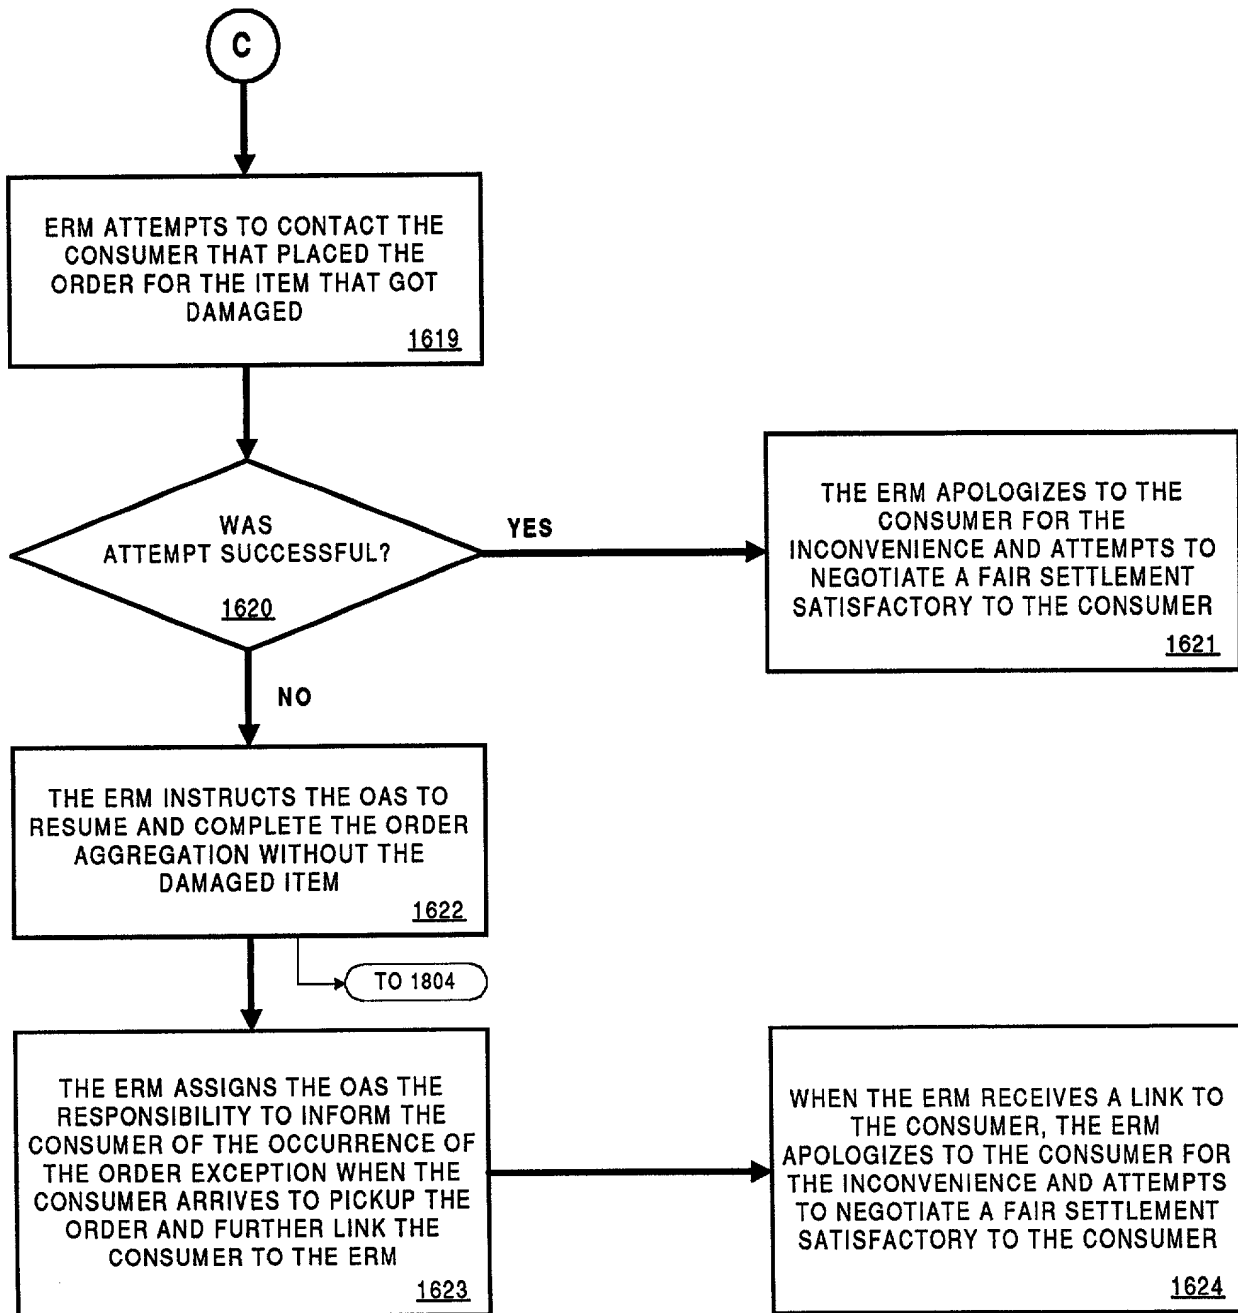 C
ERM ATTEMPTS TO CONTACT THE
CONSUMER THAT PLACED THE
ORDER FOR THE ITEM THAT GOT
DAMAGED
1619
WAS
ATTEMPT SUCCESSFUL?
1620
YES
THE ERM APOLOGIZES TO THE
CONSUMER FOR THE
INCONVENIENCE AND ATTEMPTS TO
NEGOTIATE A FAIR SETTLEMENT
SATISFACTORY TO THE CONSUMER
1621
NO
THE ERM INSTRUCTS THE OAS TO
RESUME AND COMPLETE THE ORDER
AGGREGATION WITHOUT THE
DAMAGED ITEM
1622
TO 1804
THE ERM ASSIGNS THE OAS THE
RESPONSIBILITY TO INFORM THE
CONSUMER OF THE OCCURRENCE OF
THE ORDER EXCEPTION WHEN THE
CONSUMER ARRIVES TO PICKUP THE
ORDER AND FURTHER LINK THE
CONSUMER TO THE ERM
1623
WHEN THE ERM RECEIVES A LINK TO
THE CONSUMER, THE ERM
APOLOGIZES TO THE CONSUMER FOR
THE INCONVENIENCE AND ATTEMPTS
TO NEGOTIATE A FAIR SETTLEMENT
SATISFACTORY TO THE CONSUMER
1624